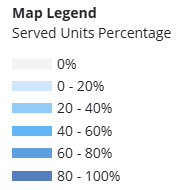 Map Legend
Served Units Percentage
0%
0 - 20%
20 - 40%
40 - 60%
60 - 80%
80 - 100%